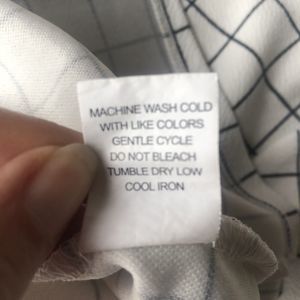 MACHINE WASH COLD
WITH LIKE COLORS
GENTLE CYCLE
DO NOT BLEACH
TUMBLE DRY LOW
COOL IRON